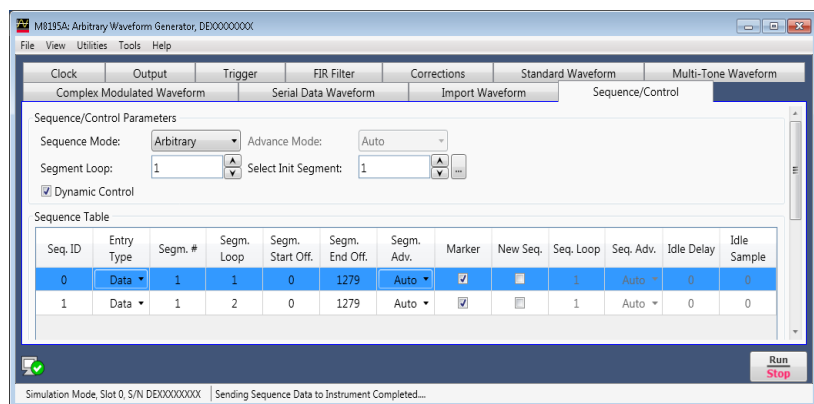 M8195A: Arbitrary Waveform Generator, DEXXXXXXXX
File View Utilities Tools Help
Clock Output Trigger FIR Filter Corrections Standard Waveform Multi-Tone Waveform
Complex Modulated Waveform Serial Data Waveform Import Waveform Sequence/Control
Sequence/Control Parameters
Sequence Mode: Arbitrary Advance Mode: Auto
Segment Loop: 1 Select Init Segment: 1 ...
Dynamic Control
Sequence Table
Seq. ID Entry Type Segm. # Segm. Loop Segm. Start Off. Segm. End Off. Segm. Adv. Marker New Seq. Seq. Loop Seq. Adv. Idle Delay Idle Sample
0 Data 1 1 0 1279 Auto 1 Auto 0 0
1 Data 1 2 0 1279 Auto 1 Auto 0 0
Run
Stop
Simulation Mode, Slot 0, S/N DEXXXXXXXX Sending Sequence Data to Instrument Completed....